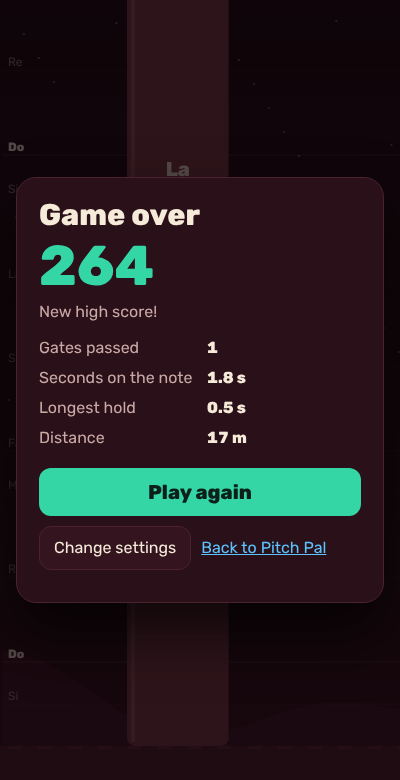 Re
Do
La
Game over
264
New high score!
Gates passed 1
Seconds on the note 1.8 s
Longest hold 0.5 s
Distance 17 m
Play again
Change settings Back to Pitch Pal
Do
Si